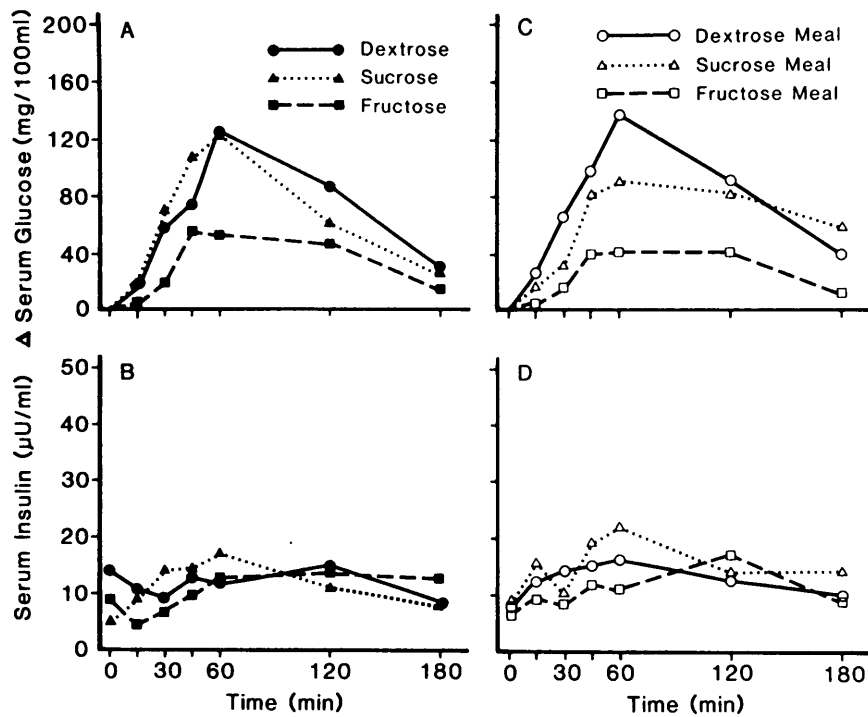 Δ Serum Glucose (mg/100ml)
200
160
120
80
40
0
A
Dextrose
Sucrose
Fructose
C
Dextrose Meal
Sucrose Meal
Fructose Meal
Serum Insulin (μU/ml)
50
40
30
20
10
0
B
0 30 60 120 180
Time (min)
D
0 30 60 120 180
Time (min)